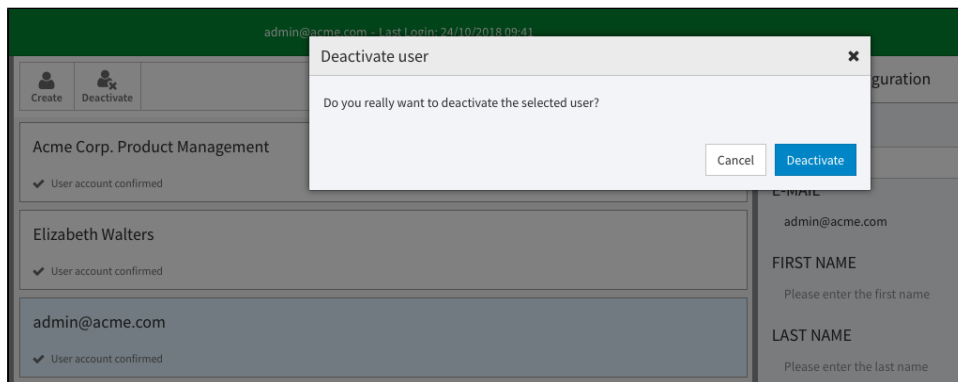 admin@acme.com - Last Login: 24/10/2018 09:41
Deactivate user
guration
Create
Deactivate
Do you really want to deactivate the selected user?
Cancel
Deactivate
Acme Corp. Product Management
User account confirmed
Elizabeth Walters
User account confirmed
admin@acme.com
User account confirmed
E-MAIL
admin@acme.com
FIRST NAME
Please enter the first name
LAST NAME
Please enter the last name